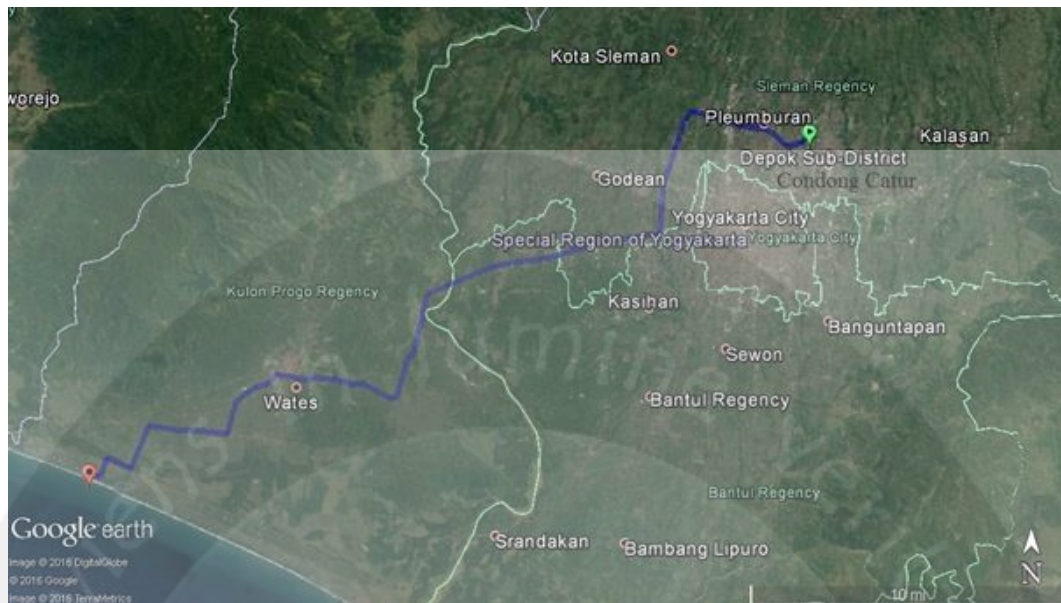 Kota Sleman
Sleman Regency
worejo
Pleumburan
Kalasan
Depok Sub-District
Condong Catur
Godean
Yogyakarta City
Special Region of Yogyakarta
Yogyakarta City
Kulon Progo Regency
Kasihan
Banguntapan
Sewon
Wates
Bantul Regency
Bantul Regency
Google earth
Srandakan
Bambang Lipuro
Image © 2016 DigitalGlobe
© 2016 Google
Image © 2016 TerraMetrics
10 mi
N